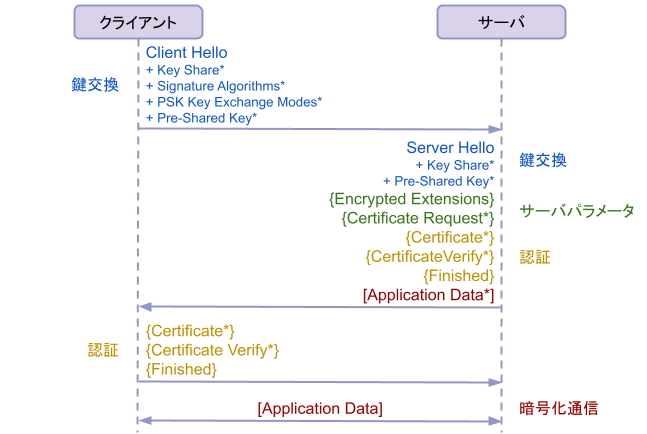 クライアント
サーバ
Client Hello
+ Key Share*
鍵交換
+ Signature Algorithms*
+ PSK Key Exchange Modes*
+ Pre-Shared Key*
Server Hello
鍵交換
+ Key Share*
+ Pre-Shared Key*
{Encrypted Extensions}
サーバパラメータ
{Certificate Request*}
{Certificate*}
{CertificateVerify*}
認証
{Finished}
[Application Data*]
{Certificate*}
認証
{Certificate Verify*}
{Finished}
[Application Data]
暗号化通信